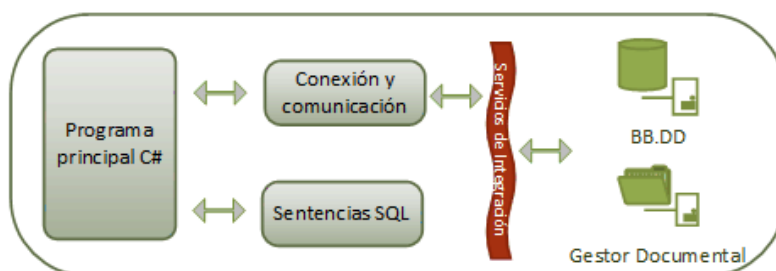 Programa
principal C#
Conexión y
comunicación
Sentencias SQL
Servicios de Integración
BB.DD
Gestor Documental